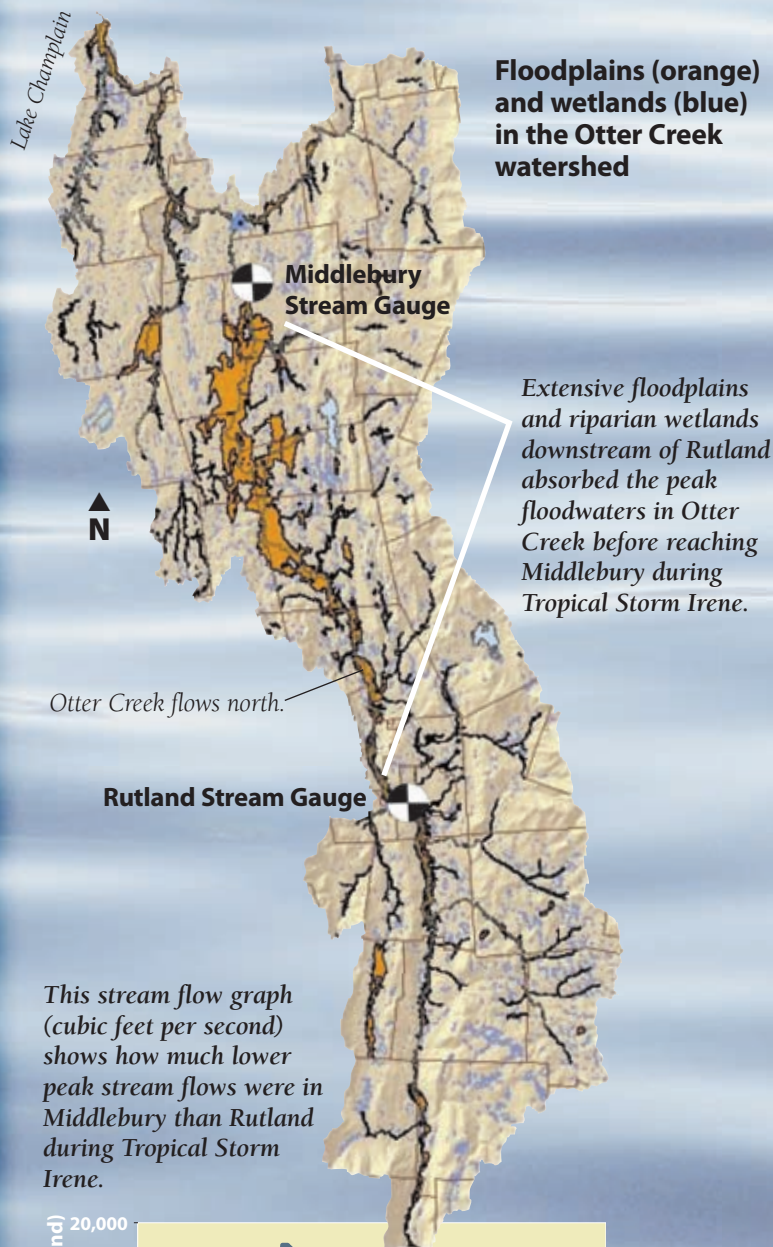 Lake Champlain
Floodplains (orange)
and wetlands (blue)
in the Otter Creek
watershed
Middlebury
Stream Gauge
Extensive floodplains
and riparian wetlands
downstream of Rutland
absorbed the peak
floodwaters in Otter
Creek before reaching
Middlebury during
Tropical Storm Irene.
N
Otter Creek flows north.
Rutland Stream Gauge
This stream flow graph
(cubic feet per second)
shows how much lower
peak stream flows were in
Middlebury than Rutland
during Tropical Storm
Irene.
20,000